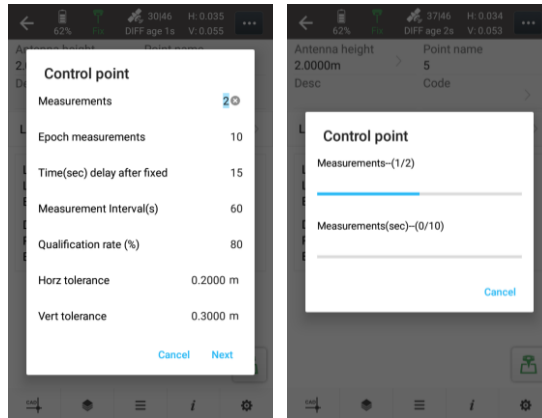 30|46 H: 0.035
62% Fix DIFF age 1s V: 0.055
Antenna height Point name
Control point
Measurements 2
Epoch measurements 10
Time(sec) delay after fixed 15
Measurement Interval(s) 60
Qualification rate (%) 80
Horz tolerance 0.2000 m
Vert tolerance 0.3000 m
Cancel Next
37|46 H: 0.034
62% Fix DIFF age 2s V: 0.053
Antenna height Point name
2.0000m 5
Desc Code
Control point
Measurements--(1/2)
Measurements(sec)--(0/10)
Cancel